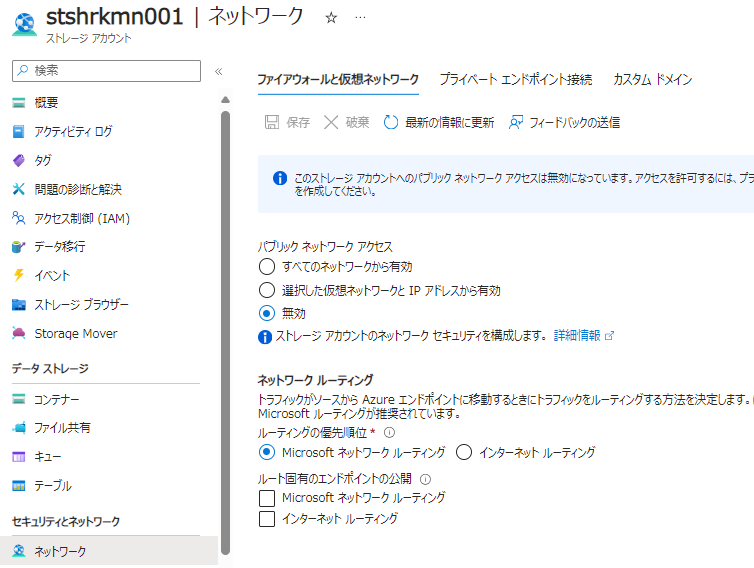 stshrkmn001 | ネットワーク ☆ …
ストレージ アカウント
検索
«
概要
アクティビティ ログ
タグ
問題の診断と解決
アクセス制御 (IAM)
データ移行
イベント
ストレージ ブラウザー
Storage Mover
データ ストレージ
コンテナー
ファイル共有
キュー
テーブル
セキュリティとネットワーク
ネットワーク
ファイアウォールと仮想ネットワーク プライベート エンドポイント接続 カスタム ドメイン
保存 破棄 最新の情報に更新 フィードバックの送信
このストレージ アカウントへのパブリック ネットワーク アクセスは無効になっています。アクセスを許可するには、プラ
を作成してください。
パブリック ネットワーク アクセス
すべてのネットワークから有効
選択した仮想ネットワークと IP アドレスから有効
無効
ストレージ アカウントのネットワーク セキュリティを構成します。 詳細情報
ネットワーク ルーティング
トラフィックがソースから Azure エンドポイントに移動するときにトラフィックをルーティングする方法を決定します。
Microsoft ルーティングが推奨されています。
ルーティングの優先順位 *
Microsoft ネットワーク ルーティング インターネット ルーティング
ルート固有のエンドポイントの公開
Microsoft ネットワーク ルーティング
インターネット ルーティング